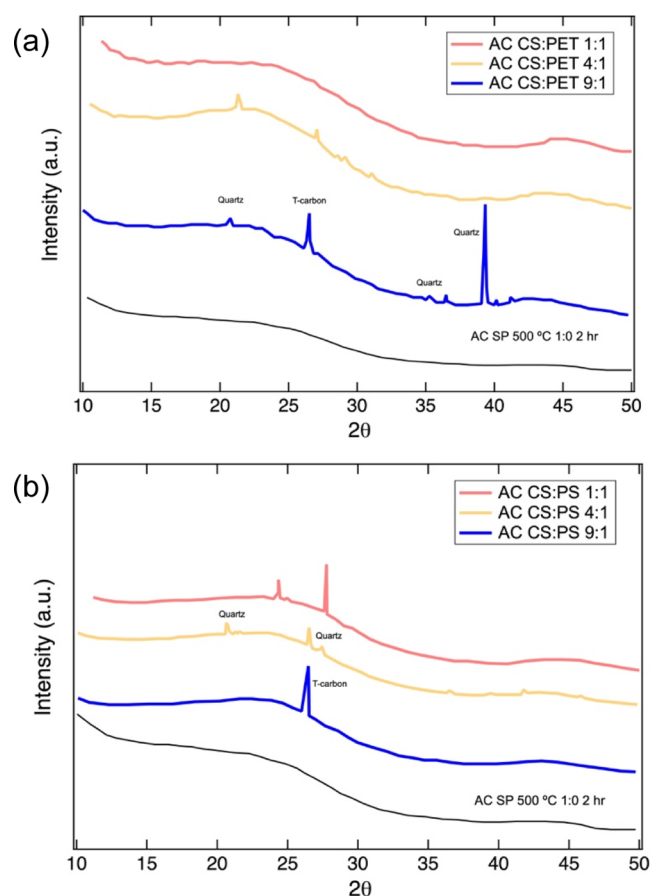 (a)
AC CS:PET 1:1
AC CS:PET 4:1
AC CS:PET 9:1
Quartz
T-carbon
Quartz
Quartz
AC SP 500 ºC 1:0 2 hr
Intensity (a.u.)
10 15 20 25 30 35 40 45 50
2θ
(b)
AC CS:PS 1:1
AC CS:PS 4:1
AC CS:PS 9:1
Quartz
Quartz
T-carbon
AC SP 500 ºC 1:0 2 hr
Intensity (a.u.)
10 15 20 25 30 35 40 45 50
2θ